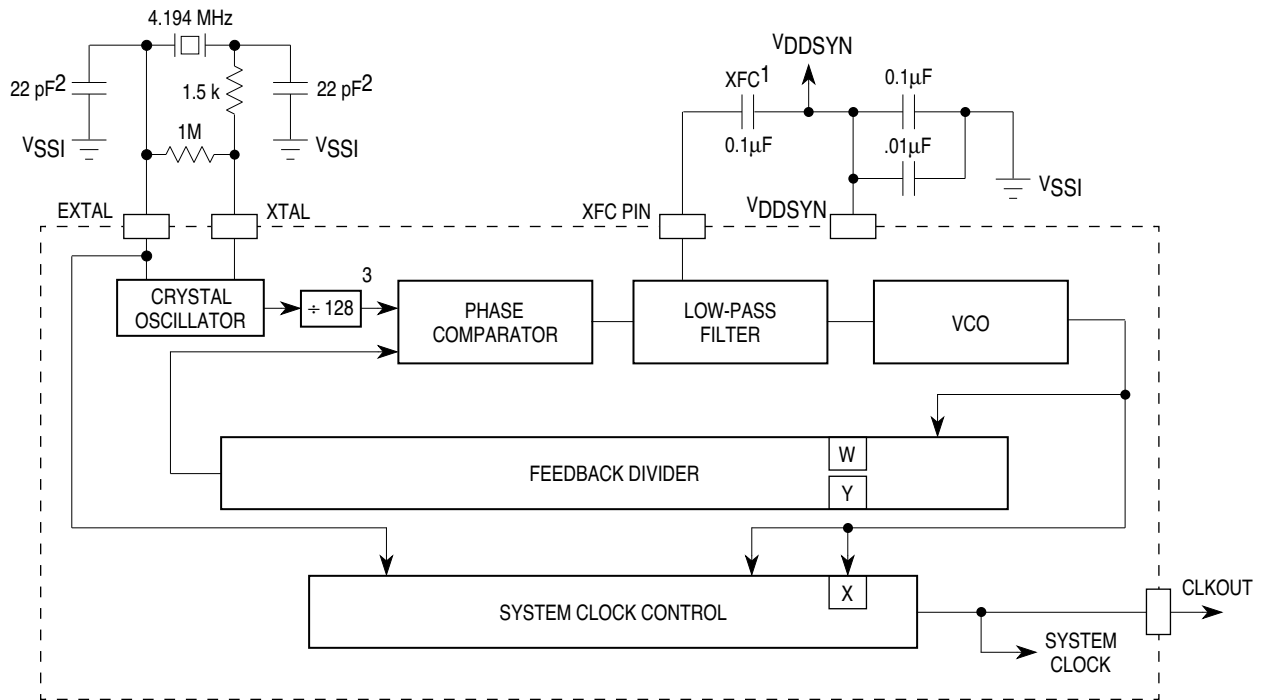 4.194 MHz
22 pF2
1.5 k
22 pF2
VSSI
1M
VSSI
VDDSYN
XFC1
0.1µF
0.1µF
.01µF
VSSI
VDDSYN
EXTAL
XTAL
XFC PIN
CRYSTAL
OSCILLATOR
÷ 128
3
PHASE
COMPARATOR
LOW-PASS
FILTER
VCO
FEEDBACK DIVIDER
W
Y
SYSTEM CLOCK CONTROL
X
CLKOUT
SYSTEM
CLOCK